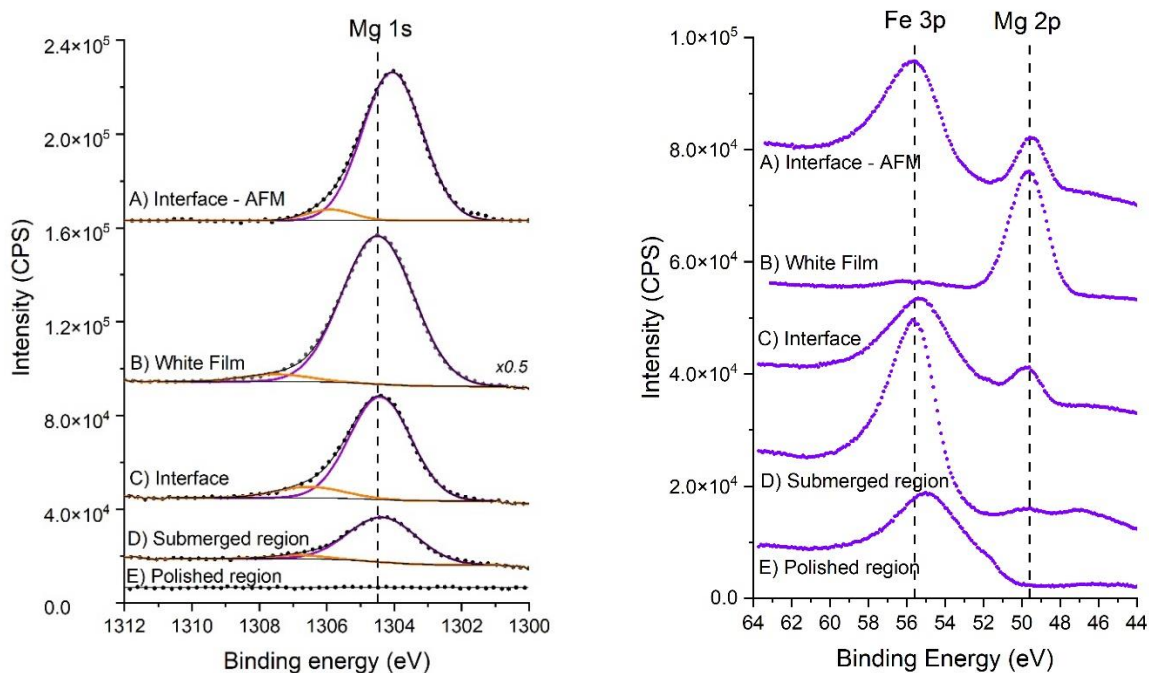 Mg 1s
2.4×10⁵
2.0×10⁵
1.6×10⁵
1.2×10⁵
8.0×10⁴
4.0×10⁴
0.0
Intensity (CPS)
A) Interface - AFM
B) White Film
x0.5
C) Interface
D) Submerged region
E) Polished region
1312 1310 1308 1306 1304 1302 1300
Binding energy (eV)
Fe 3p Mg 2p
1.0×10⁵
8.0×10⁴
6.0×10⁴
4.0×10⁴
2.0×10⁴
0.0
Intensity (CPS)
A) Interface - AFM
B) White Film
C) Interface
D) Submerged region
E) Polished region
64 62 60 58 56 54 52 50 48 46 44
Binding Energy (eV)